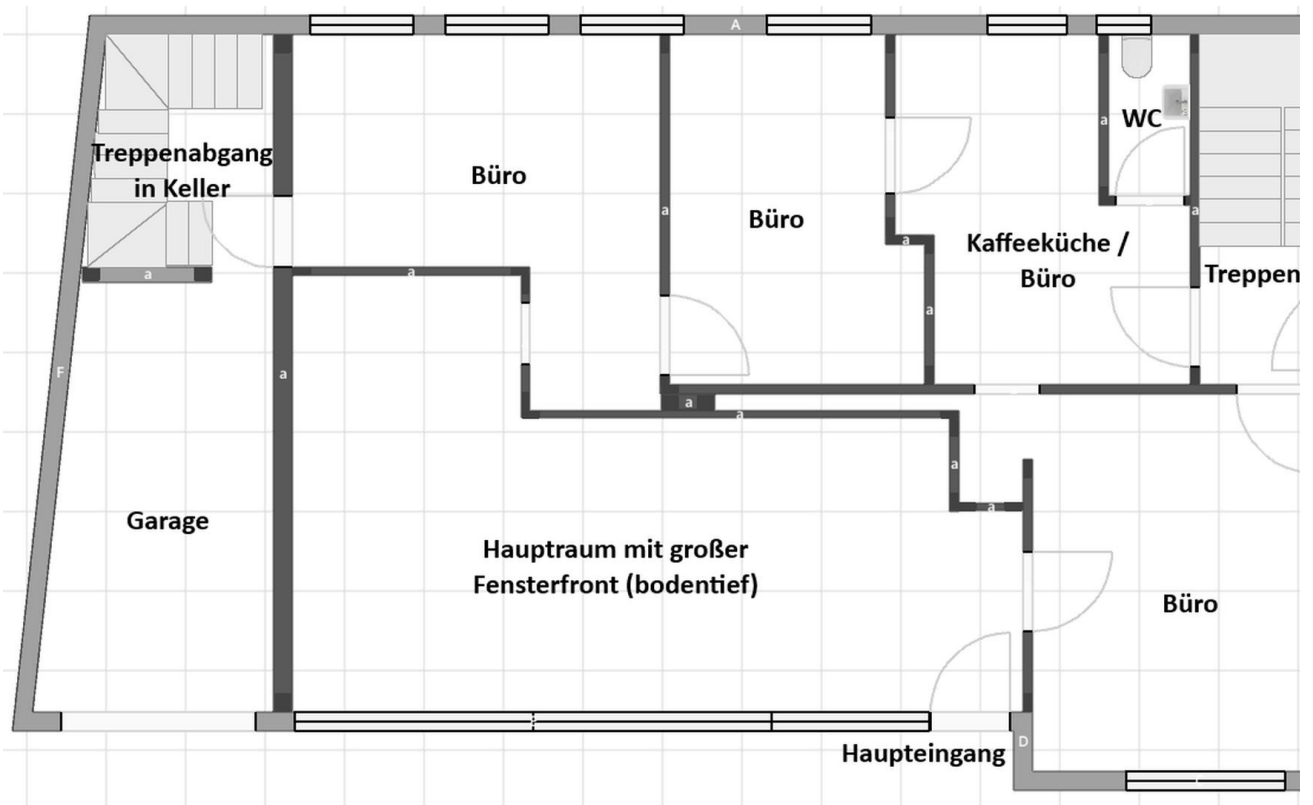 A
Treppenabgang
in Keller
Büro
a
WC
a
Büro
a
a
Kaffeeküche /
Büro
a
a
a
Treppen
a
F
a
a
a
a
a
Garage
Hauptraum mit großer
Fensterfront (bodentief)
Büro
Haupteingang
D